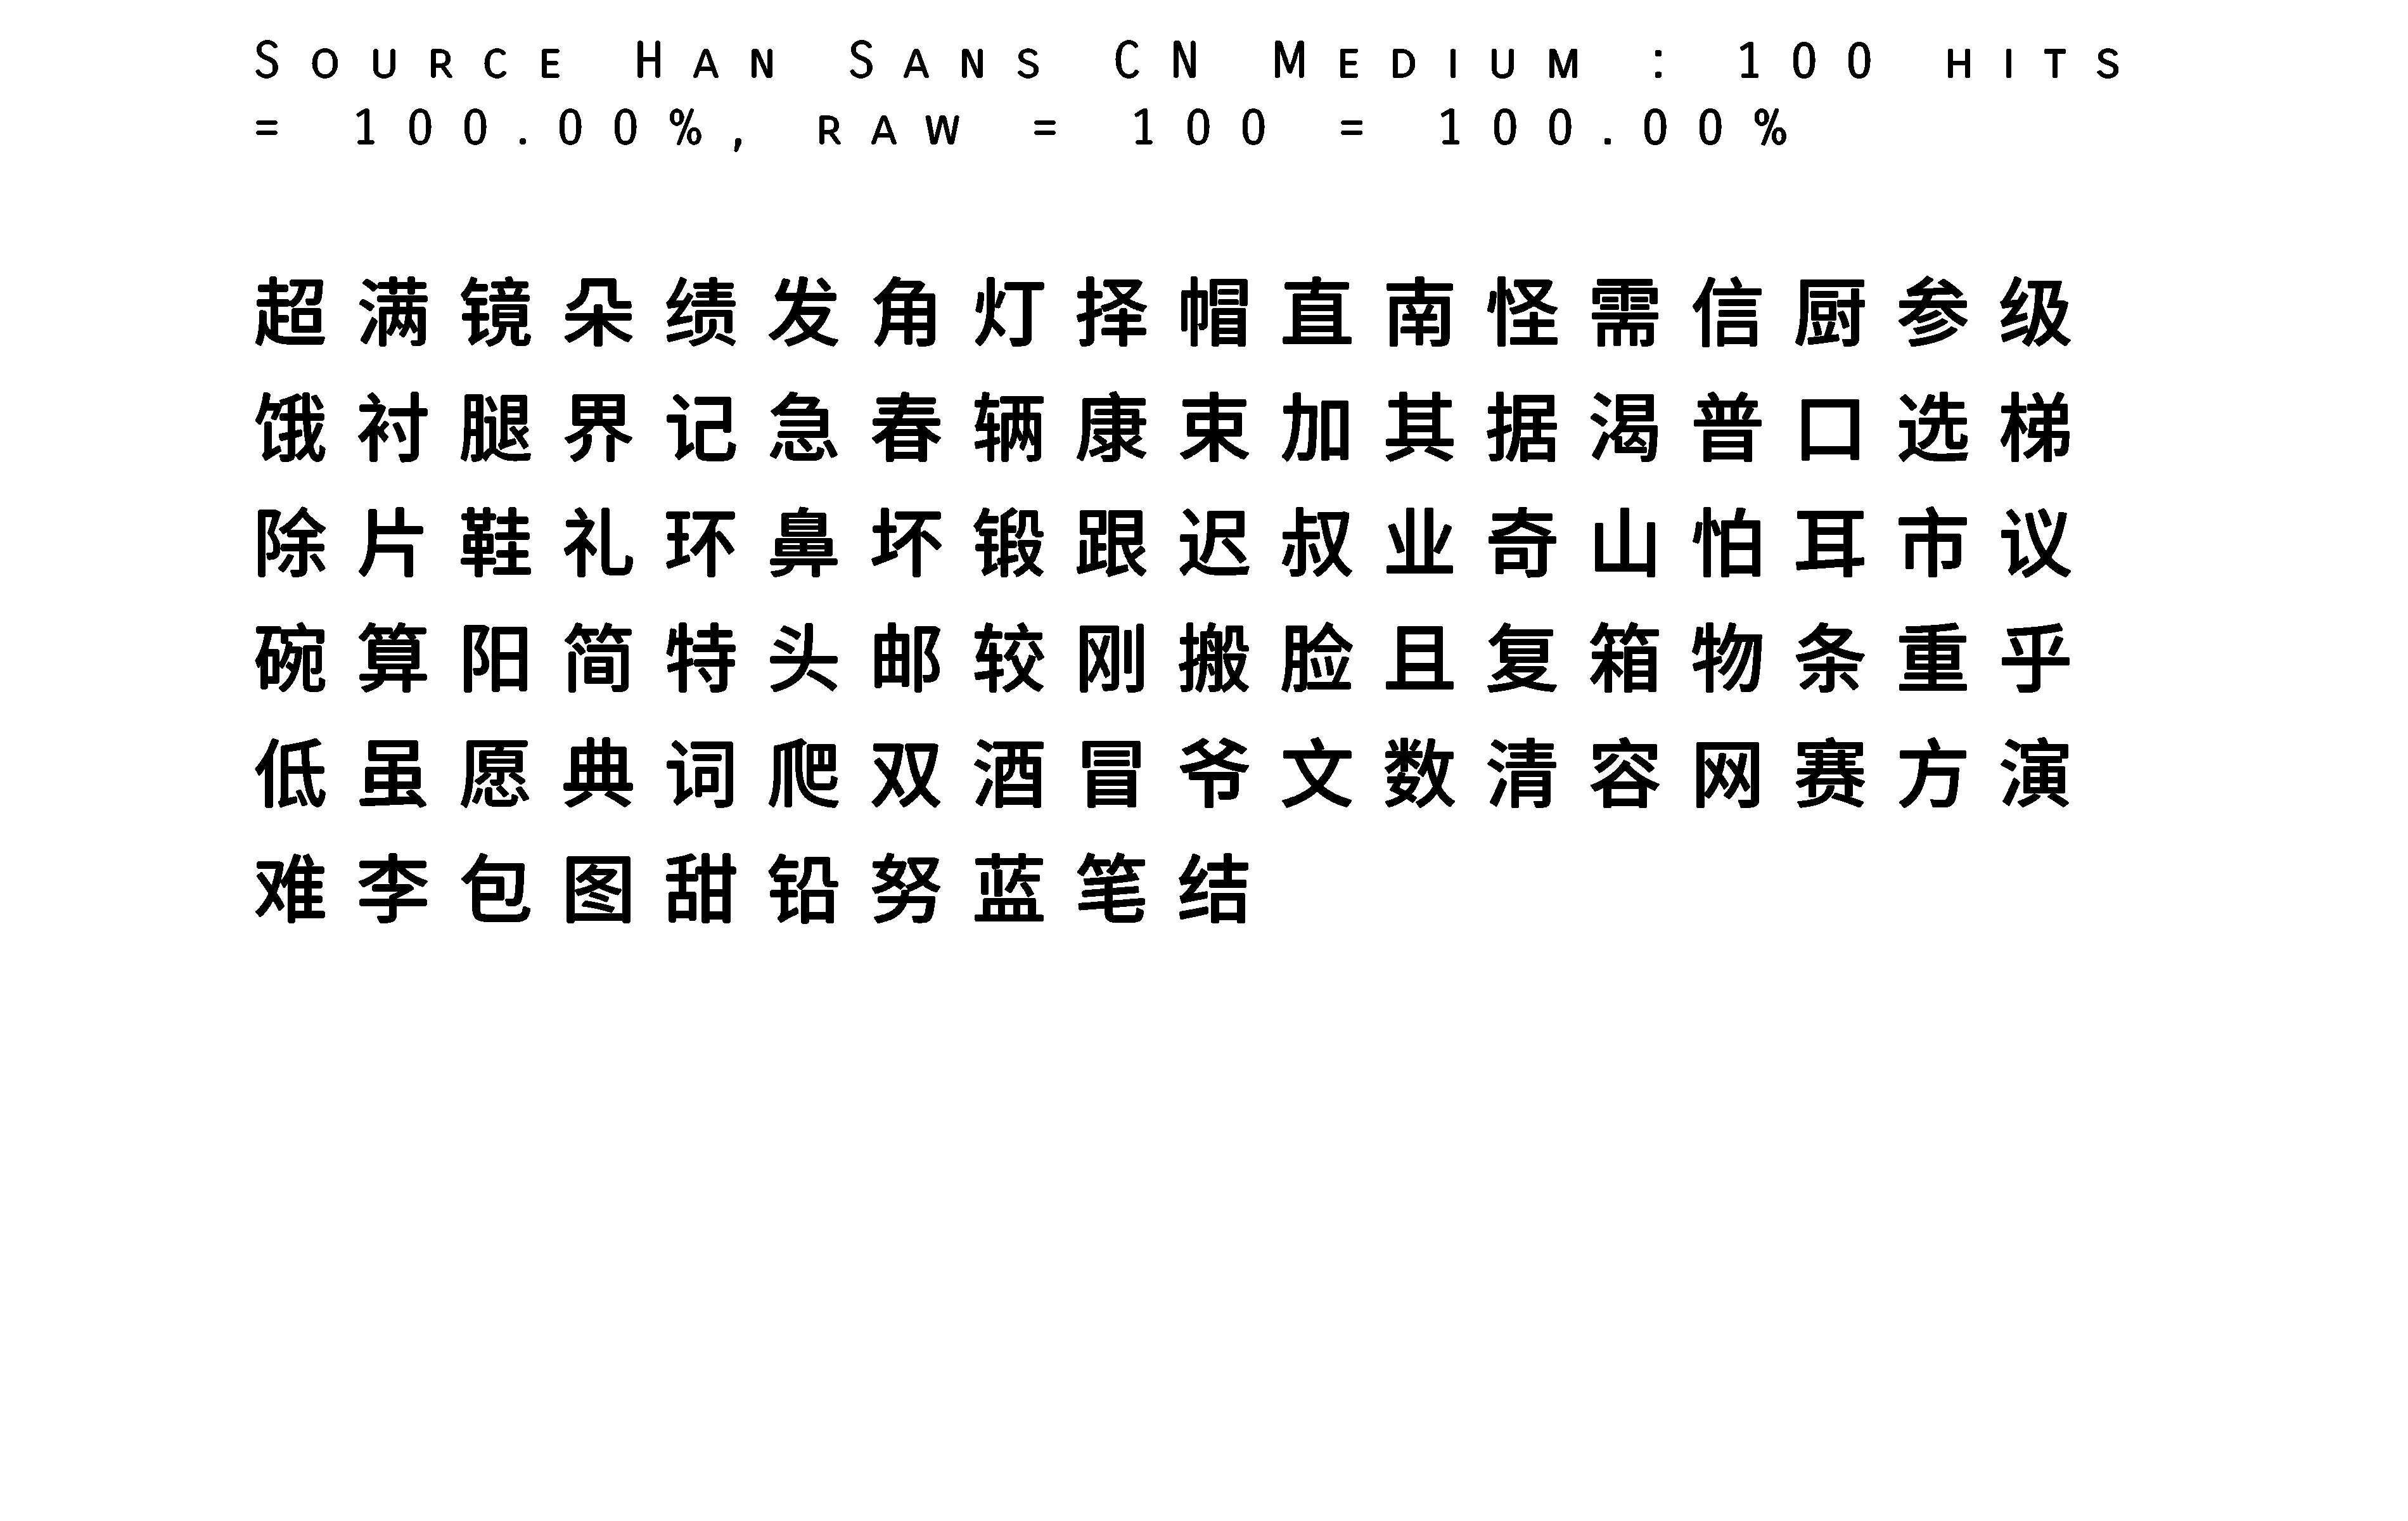 Source Han Sans CN Medium : 100 hits
= 100.00%, raw = 100 = 100.00%
超满镜朵绩发角灯择帽直南怪需信厨参级
饿衬腿界记急春辆康束加其据渴普口选梯
除片鞋礼环鼻坏锻跟迟叔业奇山怕耳市议
碗算阳简特头邮较刚搬脸且复箱物条重乎
低虽愿典词爬双酒冒爷文数清容网赛方演
难李包图甜铅努蓝笔结